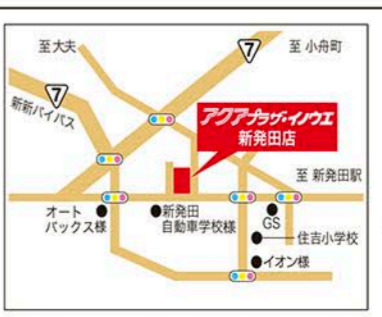 至大夫
7
至 小舟町
7
新新バイパス
アクアプラザ・イノウエ
新発田店
至 新発田駅
オート
バックス様
新発田
自動車学校様
GS
住吉小学校
イオン様